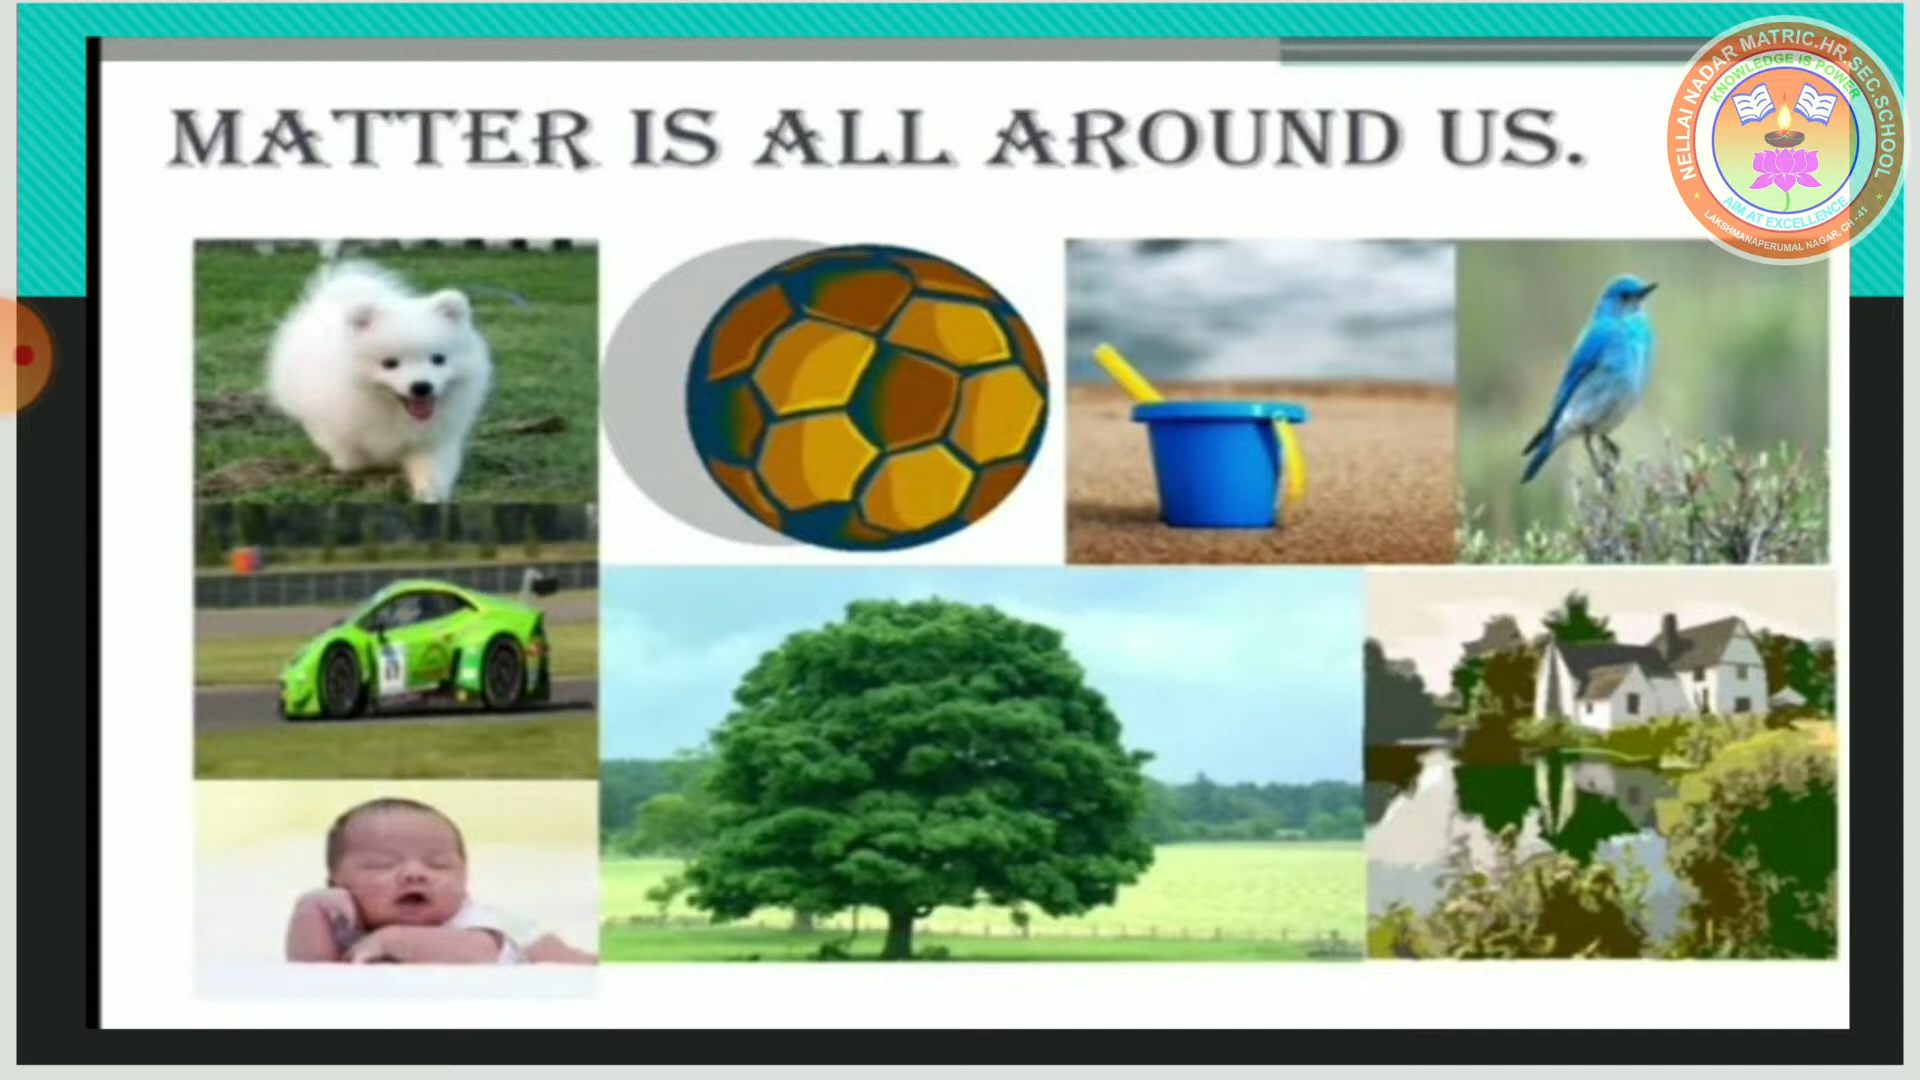 MATTER IS ALL AROUND US.
NELLAI NADAR MATRIC.HR.SEC.SCHOOL
KNOWLEDGE IS POWER
AIM AT EXCELLENCE
LAKSHMANAPERUMAL NAGAR, CH - 41